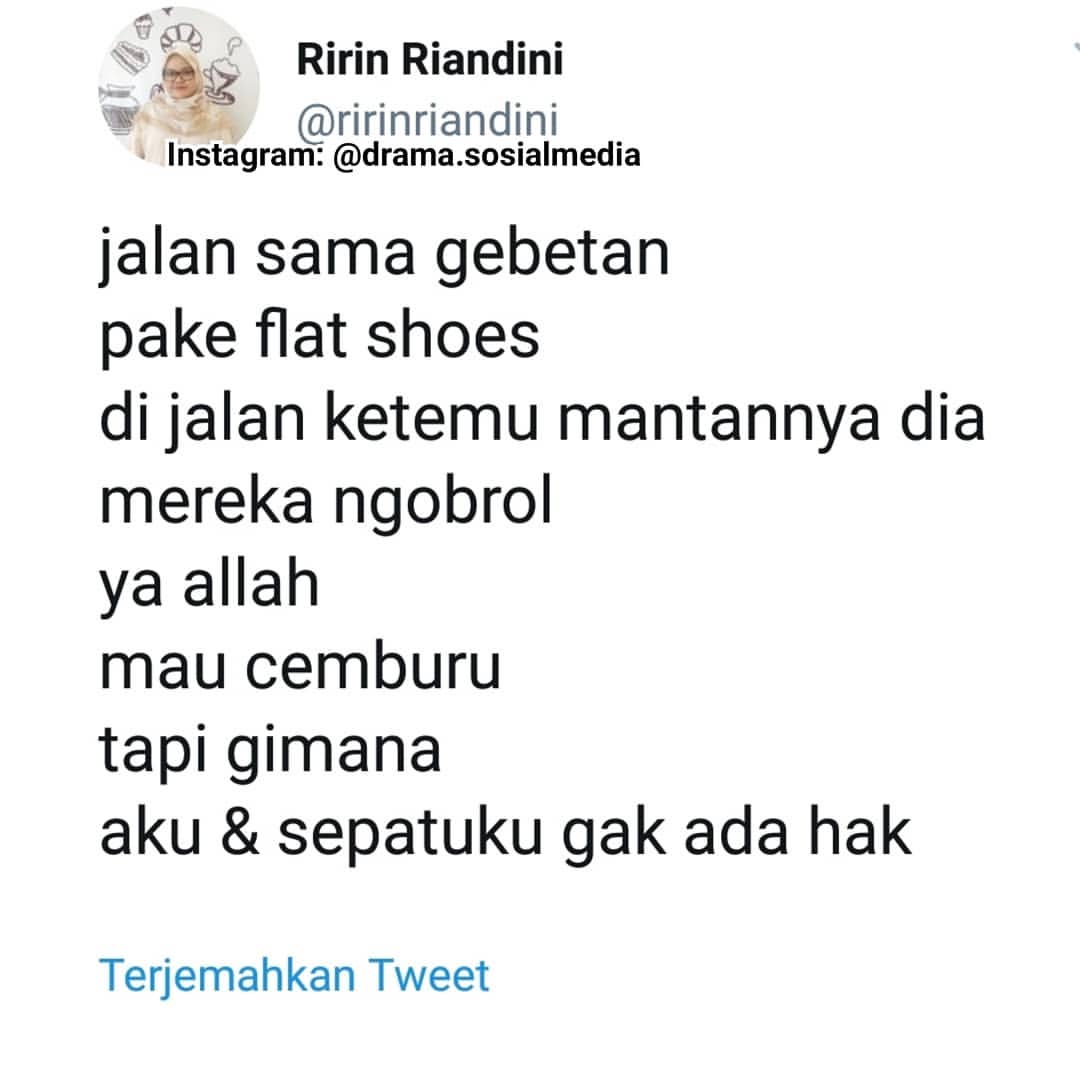 Ririn Riandini
@ririnriandini
Instagram: @drama.sosialmedia
jalan sama gebetan
pake flat shoes
di jalan ketemu mantannya dia
mereka ngobrol
ya allah
mau cemburu
tapi gimana
aku & sepatuku gak ada hak
Terjemahkan Tweet